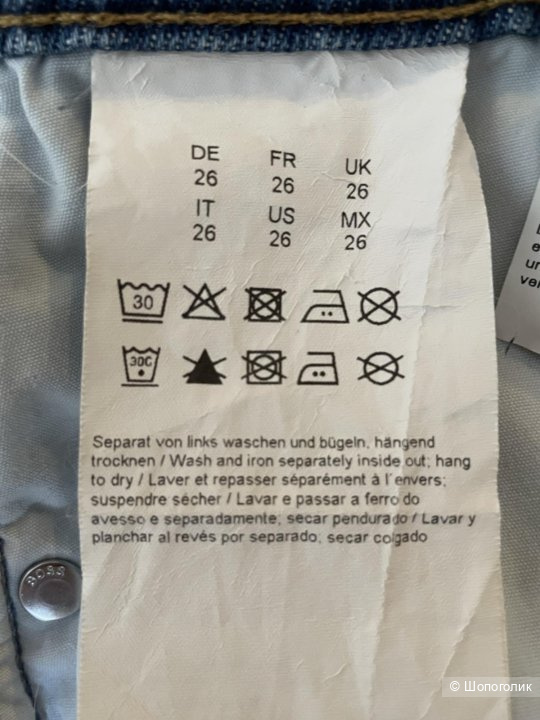 DE FR UK
26 26 26
IT US MX
26 26 26
30
30C
Separat von links waschen und bügeln, hängend
trocknen / Wash and iron separately inside out; hang
to dry / Laver et repasser séparément à l'envers;
suspendre sécher / Lavar e passar a ferro do
avesso e separadamente; secar pendurado / Lavar y
planchar al revés por separado; secar colgado
BOSS
© Шопоголик